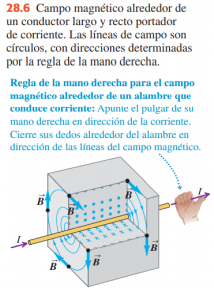 28.6 Campo magnético alrededor de
un conductor largo y recto portador
de corriente. Las líneas de campo son
círculos, con direcciones determinadas
por la regla de la mano derecha.
Regla de la mano derecha para el campo
magnético alrededor de un alambre que
conduce corriente: Apunte el pulgar de su
mano derecha en dirección de la corriente.
Cierre sus dedos alrededor del alambre en
dirección de las líneas del campo magnético.
I
B
B
B
I
B
B
B